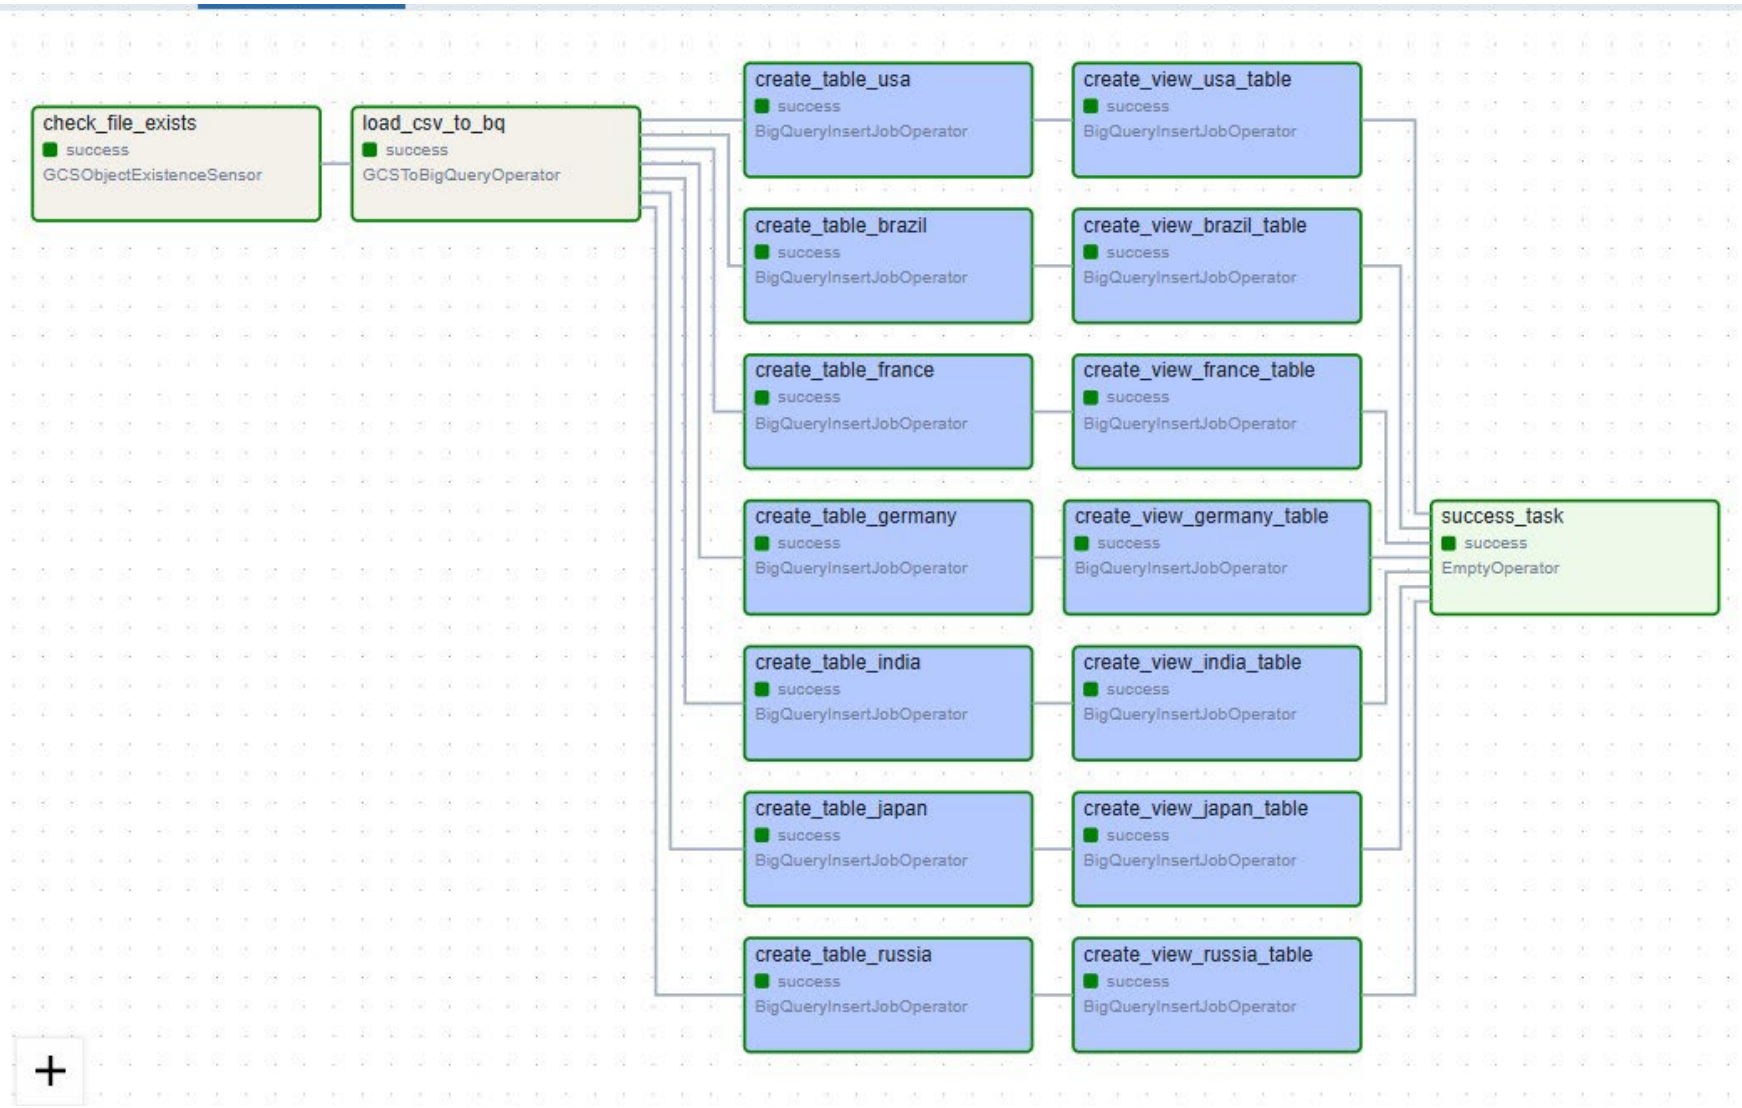 check_file_exists
success
GCSObjectExistenceSensor
load_csv_to_bq
success
GCSToBigQueryOperator
create_table_usa
success
BigQueryInsertJobOperator
create_view_usa_table
success
BigQueryInsertJobOperator
create_table_brazil
success
BigQueryInsertJobOperator
create_view_brazil_table
success
BigQueryInsertJobOperator
create_table_france
success
BigQueryInsertJobOperator
create_view_france_table
success
BigQueryInsertJobOperator
create_table_germany
success
BigQueryInsertJobOperator
create_view_germany_table
success
BigQueryInsertJobOperator
success_task
success
EmptyOperator
create_table_india
success
BigQueryInsertJobOperator
create_view_india_table
success
BigQueryInsertJobOperator
create_table_japan
success
BigQueryInsertJobOperator
create_view_japan_table
success
BigQueryInsertJobOperator
create_table_russia
success
BigQueryInsertJobOperator
create_view_russia_table
success
BigQueryInsertJobOperator
+